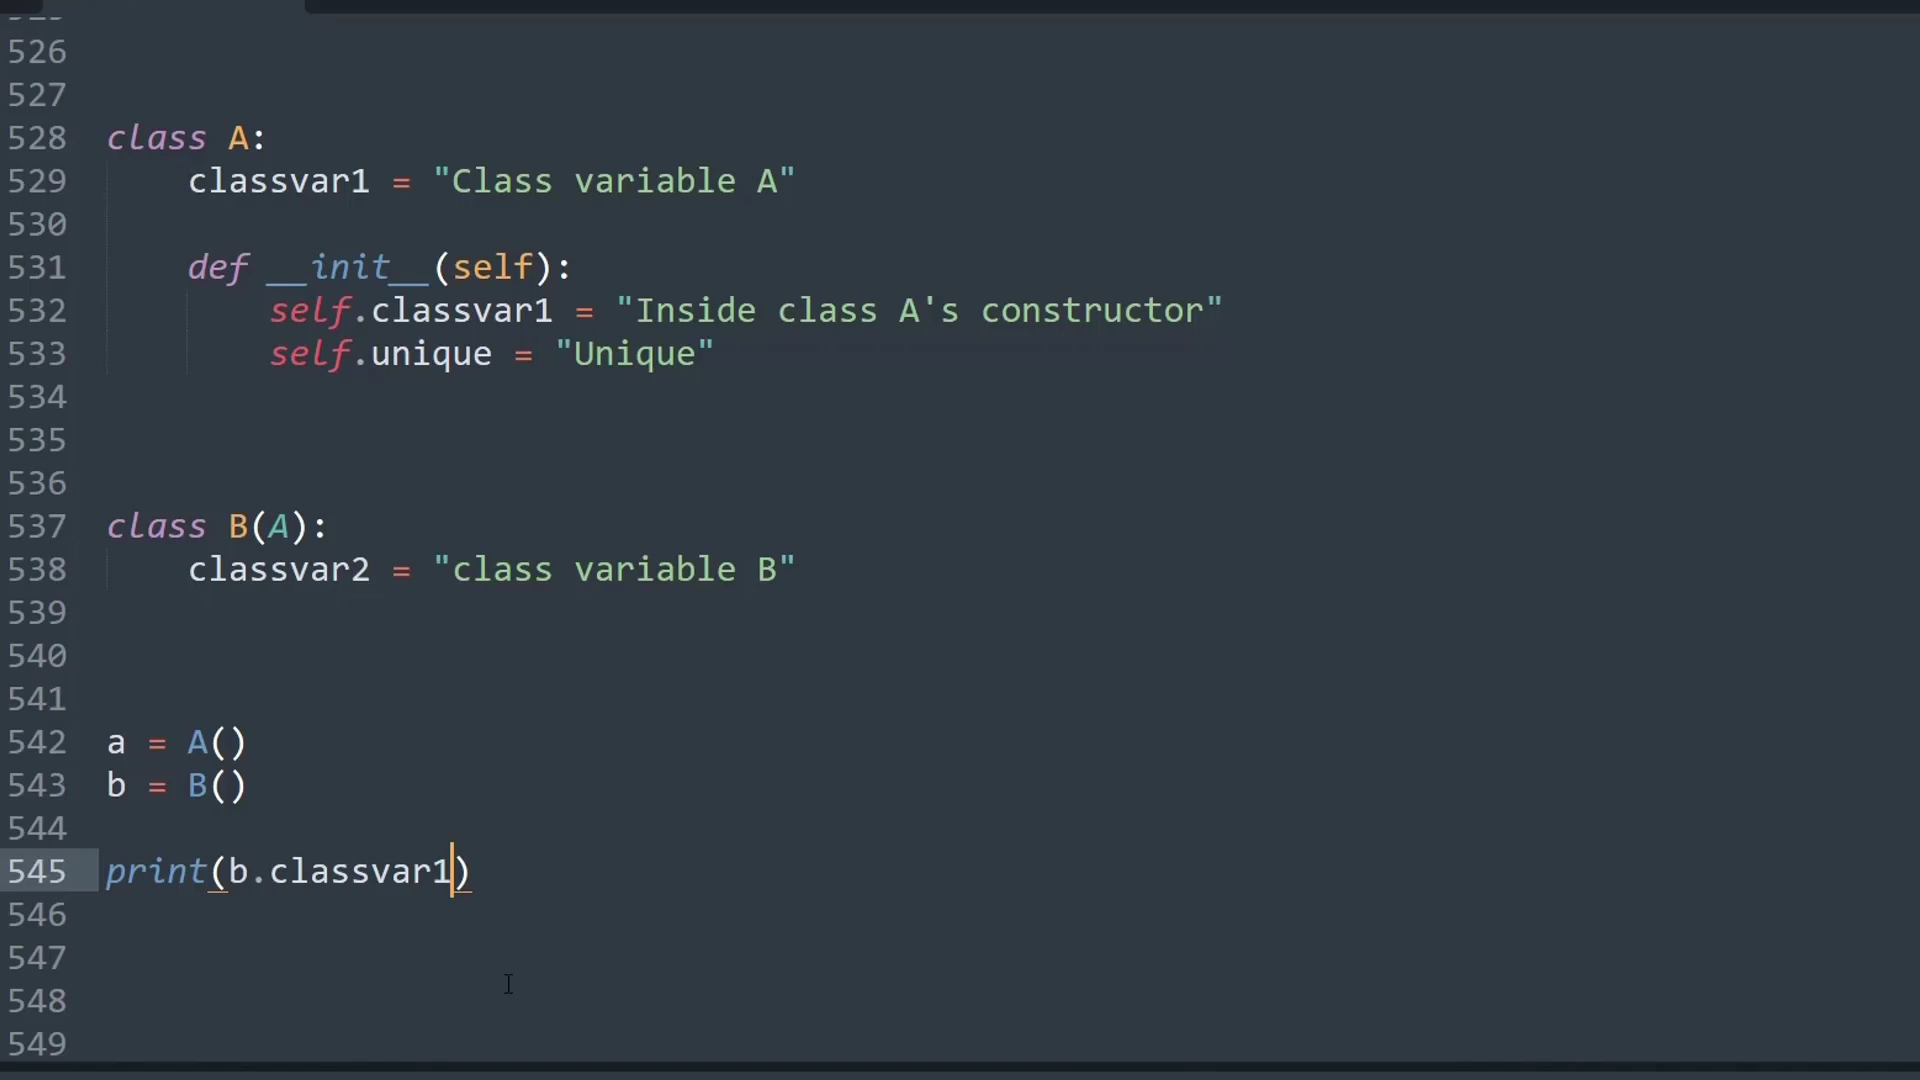 526
527
528 class A:
529     classvar1 = "Class variable A"
530
531     def __init__(self):
532         self.classvar1 = "Inside class A's constructor"
533         self.unique = "Unique"
534
535
536
537 class B(A):
538     classvar2 = "class variable B"
539
540
541
542 a = A()
543 b = B()
544
545 print(b.classvar1)
546
547
548
549